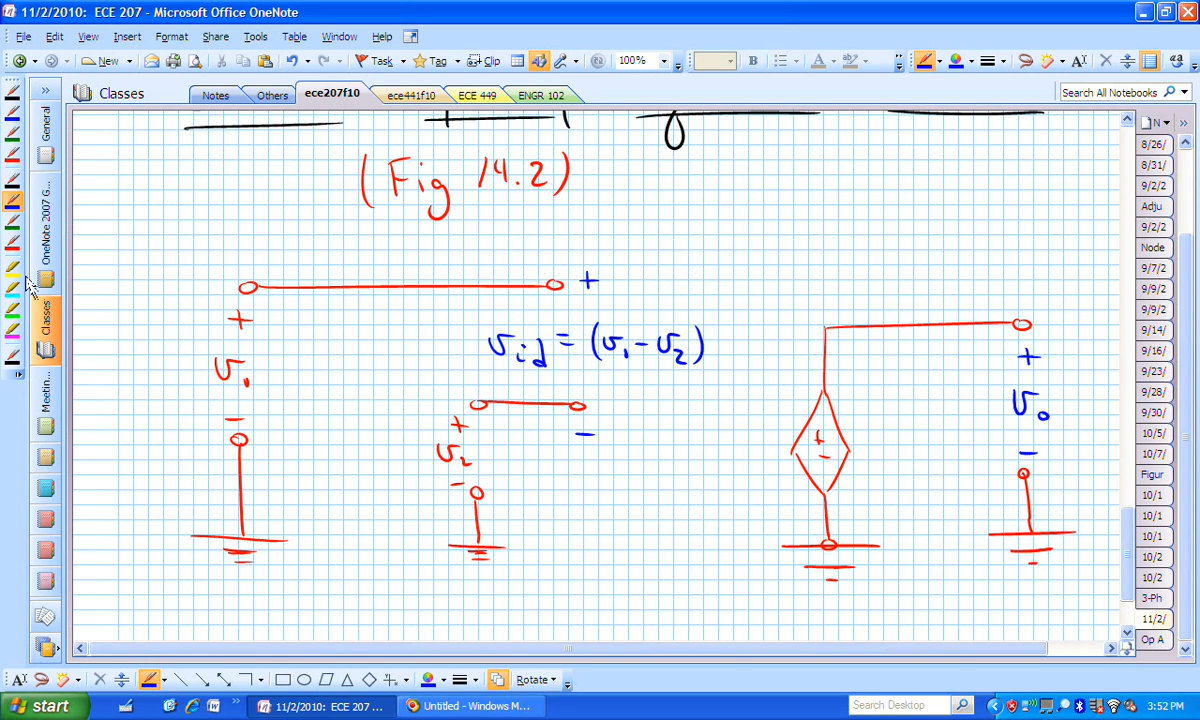 11/2/2010: ECE 207 - Microsoft Office OneNote
File Edit View Insert Format Share Tools Table Window Help
New Task Tag Clip 100% B A ab
Classes Notes Others ece207f10 ece441f10 ECE 449 ENGR 102 Search All Notebooks
General
OneNote 2007 G...
Classes
Meetin...
(Fig 14.2)
+
+
v1
-
vid = (v1 - v2)
+
v2
-
-
+
-
+
vo
-
N
8/26/
8/31/
9/2/2
Adju
9/2/2
Node
9/7/2
9/9/2
9/9/2
9/14/
9/16/
9/23/
9/28/
9/30/
10/5/
10/7/
Figur
10/1
10/1
10/1
10/2
10/2
3-Ph
11/2/
Op A
Rotate
start 11/2/2010: ECE 207 ... Untitled - Windows M... Search Desktop 3:52 PM